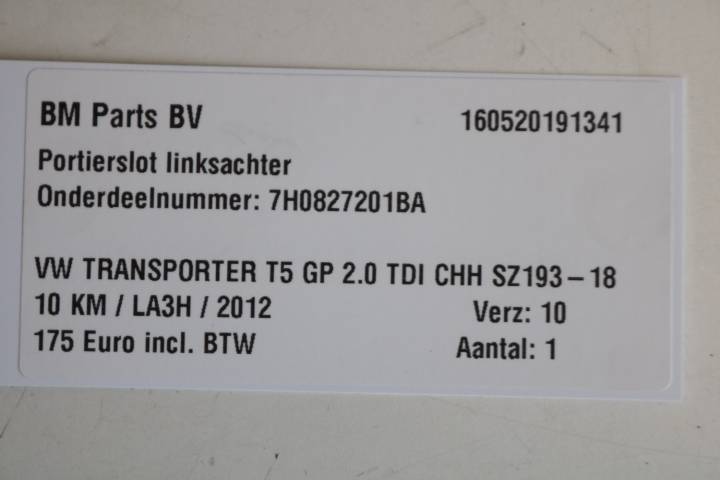 BM Parts BV 160520191341
Portierslot linksachter
Onderdeelnummer: 7H0827201BA
VW TRANSPORTER T5 GP 2.0 TDI CHH SZ193-18
10 KM / LA3H / 2012 Verz: 10
175 Euro incl. BTW Aantal: 1